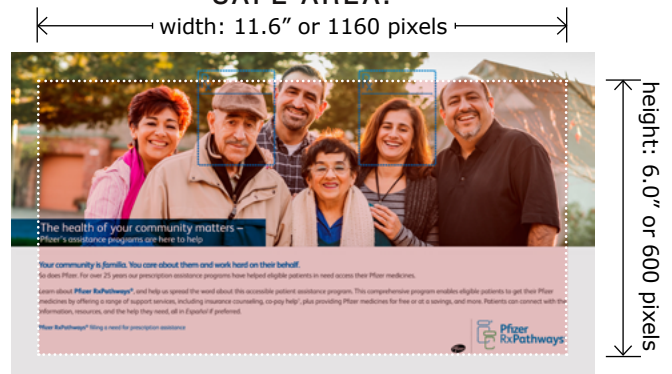 SAFE AREA:
width: 11.6” or 1160 pixels
height: 6.0” or 600 pixels
The health of your community matters –
Pfizer's assistance programs are here to help
Your community is familia. You care about them and work hard on their behalf.
So does Pfizer. For over 25 years our prescription assistance programs have helped eligible patients in need access their Pfizer medicines.
Learn about Pfizer RxPathways®, and help us spread the word about this accessible patient assistance program. This comprehensive program enables eligible patients to get their Pfizer
medicines by offering a range of support services, including insurance counseling, co-pay help¹, plus providing Pfizer medicines for free or at a savings, and more. Patients can connect with the
information, resources, and the help they need, all in Español if preferred.
Pfizer RxPathways® filling a need for prescription assistance
Pfizer
Pfizer
RxPathways